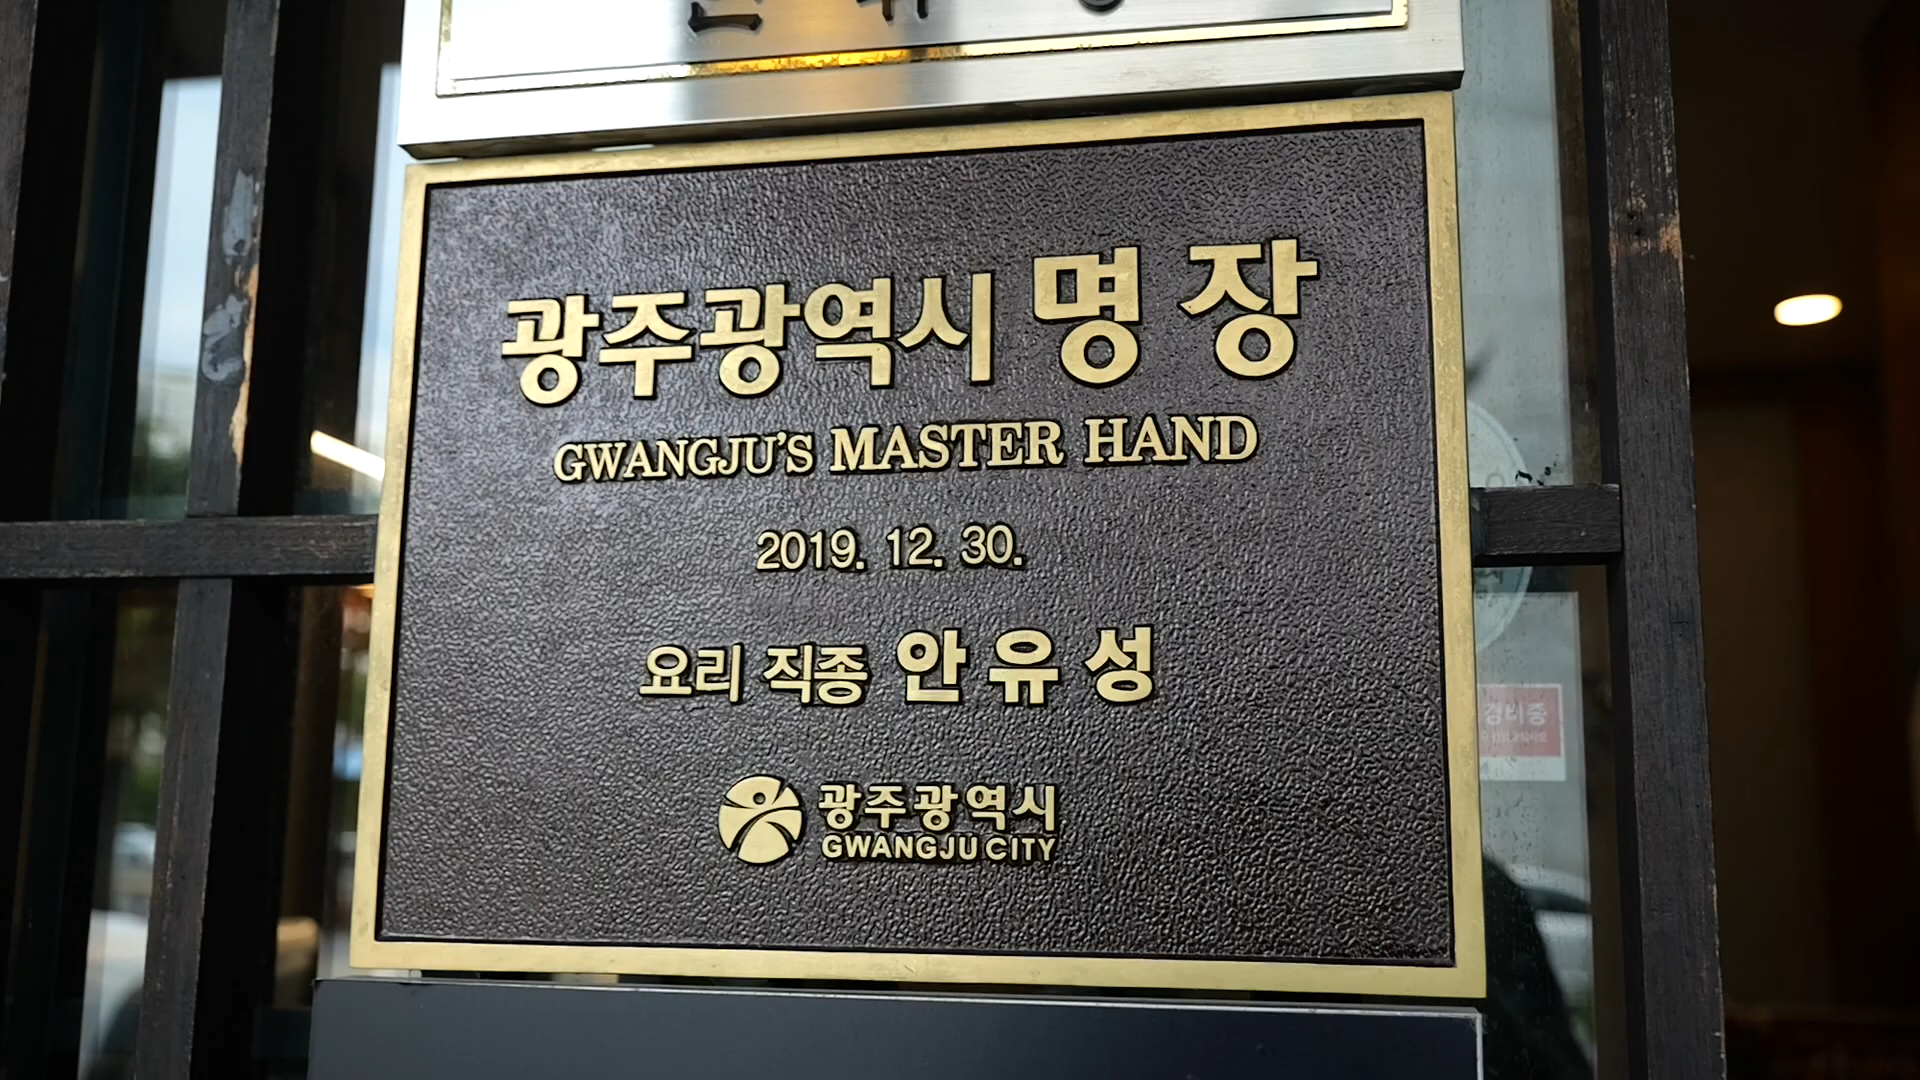 광주광역시 명장
GWANGJU'S MASTER HAND
2019. 12. 30.
요리 직종 안유성
광주광역시
GWANGJU CITY